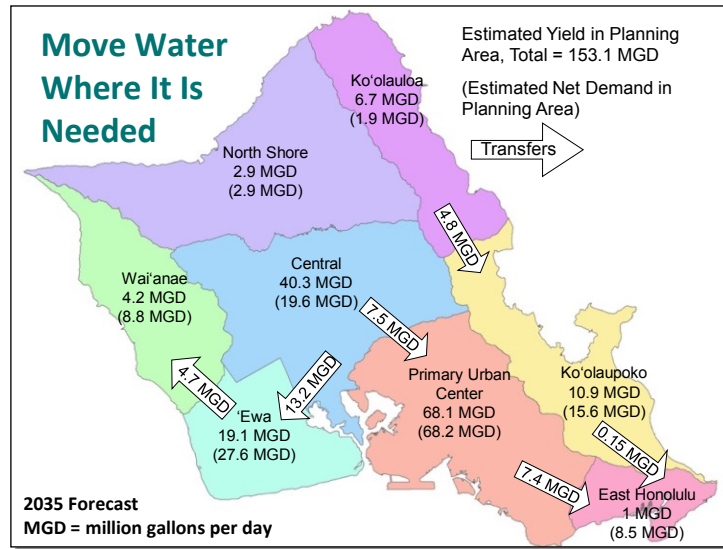 Move Water
Where It Is
Needed
Estimated Yield in Planning
Area, Total = 153.1 MGD
(Estimated Net Demand in
Planning Area)
Transfers
Ko‘olauloa
6.7 MGD
(1.9 MGD)
North Shore
2.9 MGD
(2.9 MGD)
4.8 MGD
Wai‘anae
4.2 MGD
(8.8 MGD)
Central
40.3 MGD
(19.6 MGD)
7.5 MGD
4.7 MGD
13.2 MGD
‘Ewa
19.1 MGD
(27.6 MGD)
Primary Urban
Center
68.1 MGD
(68.2 MGD)
Ko‘olaupoko
10.9 MGD
(15.6 MGD)
0.15 MGD
7.4 MGD
East Honolulu
1 MGD
(8.5 MGD)
2035 Forecast
MGD = million gallons per day